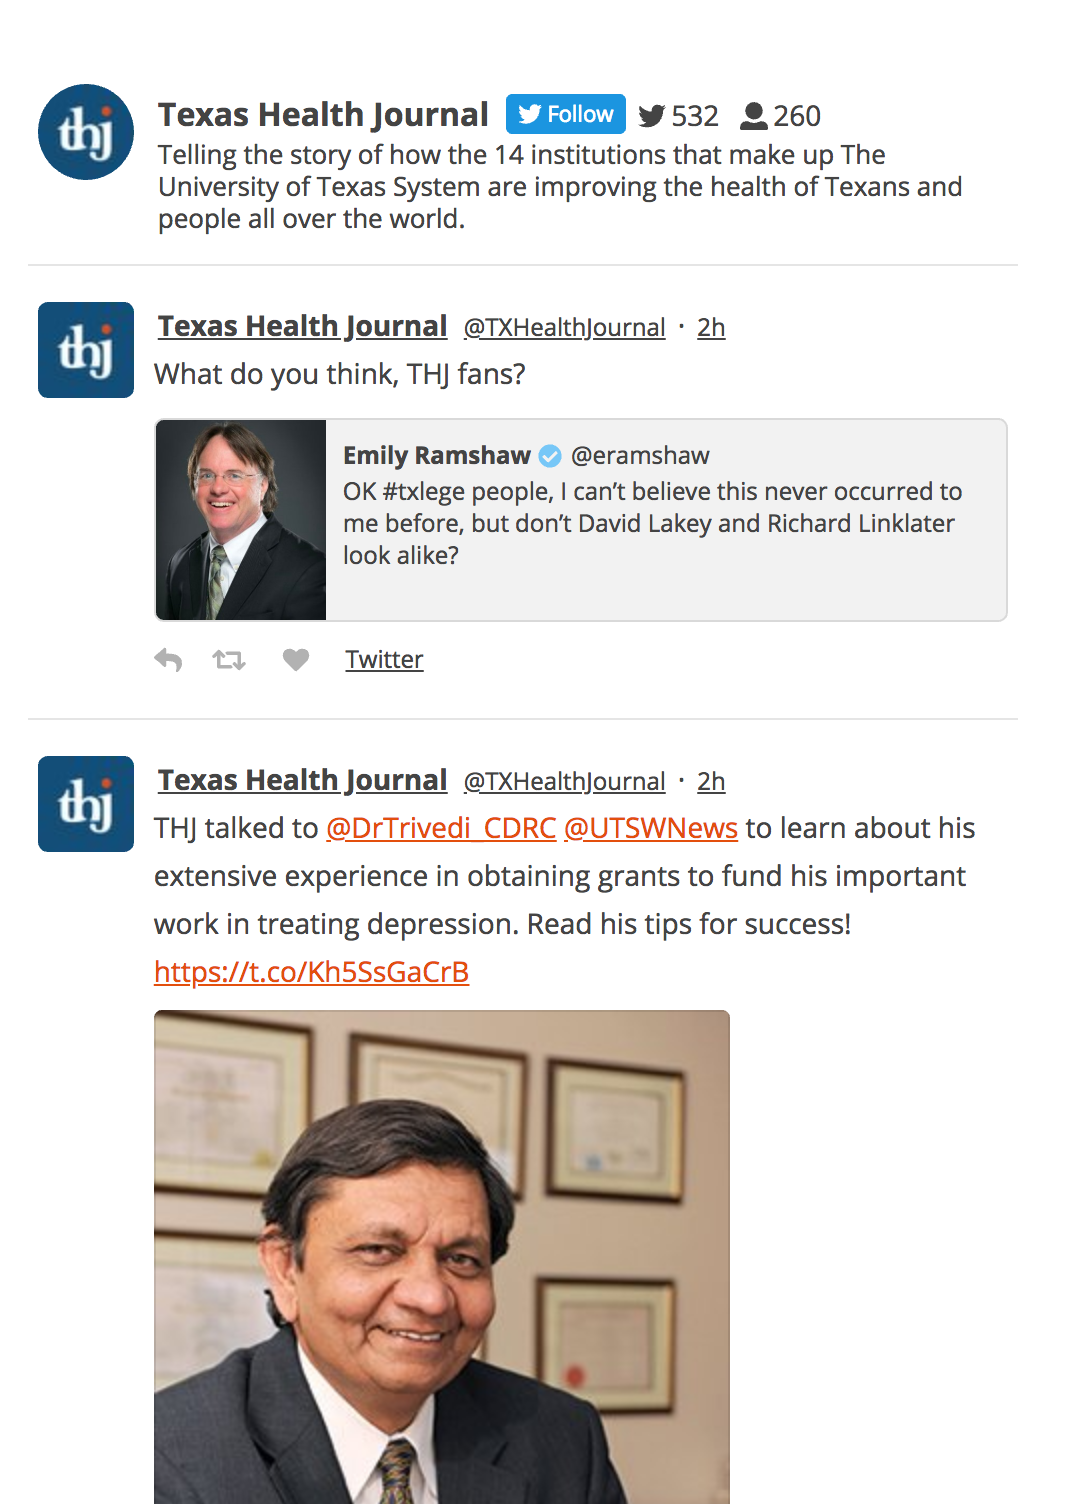 thj
Texas Health Journal Follow 532 260
Telling the story of how the 14 institutions that make up The
University of Texas System are improving the health of Texans and
people all over the world.
thj
Texas Health Journal @TXHealthJournal · 2h
What do you think, THJ fans?
Emily Ramshaw @eramshaw
OK #txlege people, I can’t believe this never occurred to
me before, but don’t David Lakey and Richard Linklater
look alike?
Twitter
thj
Texas Health Journal @TXHealthJournal · 2h
THJ talked to @DrTrivedi_CDRC @UTSWNews to learn about his
extensive experience in obtaining grants to fund his important
work in treating depression. Read his tips for success!
https://t.co/Kh5SsGaCrB